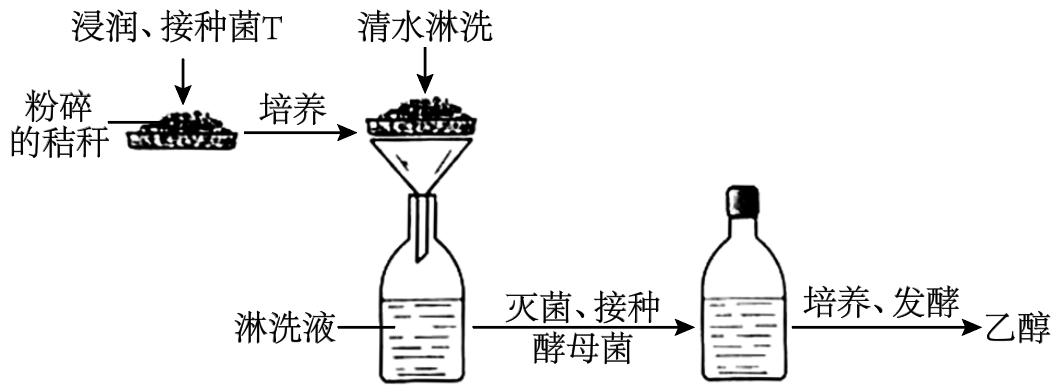 浸润、接种菌T
清水淋洗
粉碎
的秸秆
培养
淋洗液
灭菌、接种
酵母菌
培养、发酵
乙醇